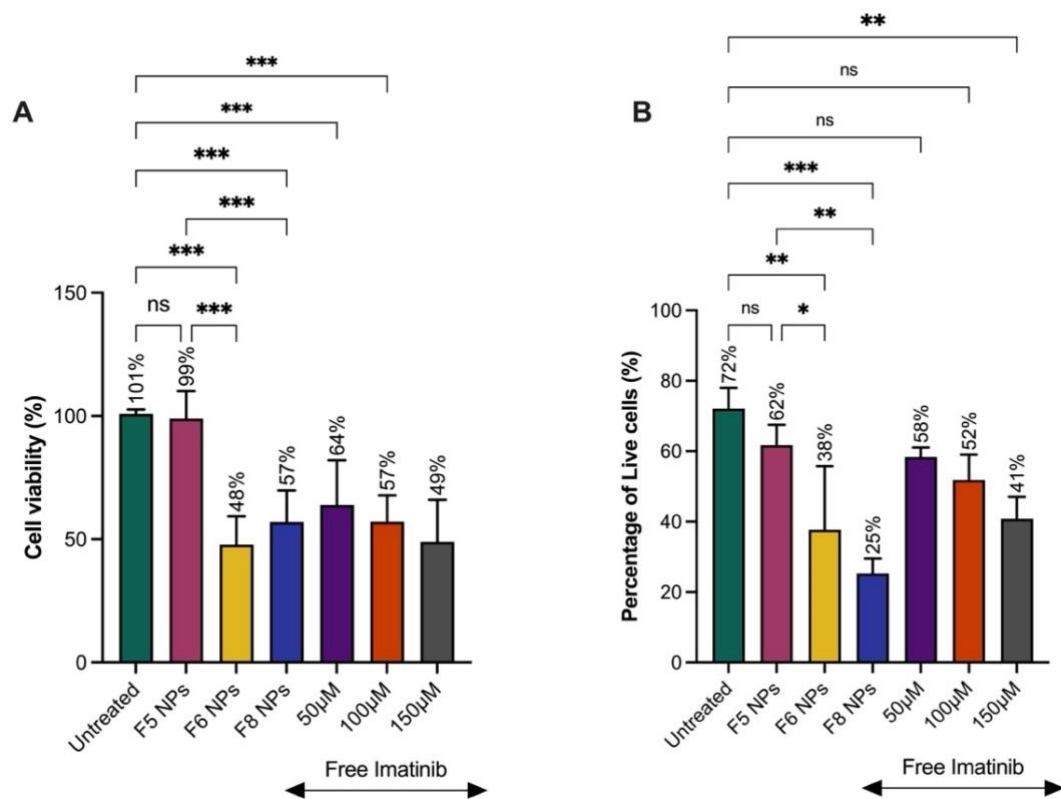 A
***
***
***
***
***
ns
***
Cell viability (%)
150
100
50
0
101%
99%
48%
57%
64%
57%
49%
Untreated
F5 NPs
F6 NPs
F8 NPs
50μM
100μM
150μM
Free Imatinib
B
**
ns
ns
***
**
**
ns
*
Percentage of Live cells (%)
100
80
60
40
20
0
72%
62%
38%
25%
58%
52%
41%
Untreated
F5 NPs
F6 NPs
F8 NPs
50μM
100μM
150μM
Free Imatinib